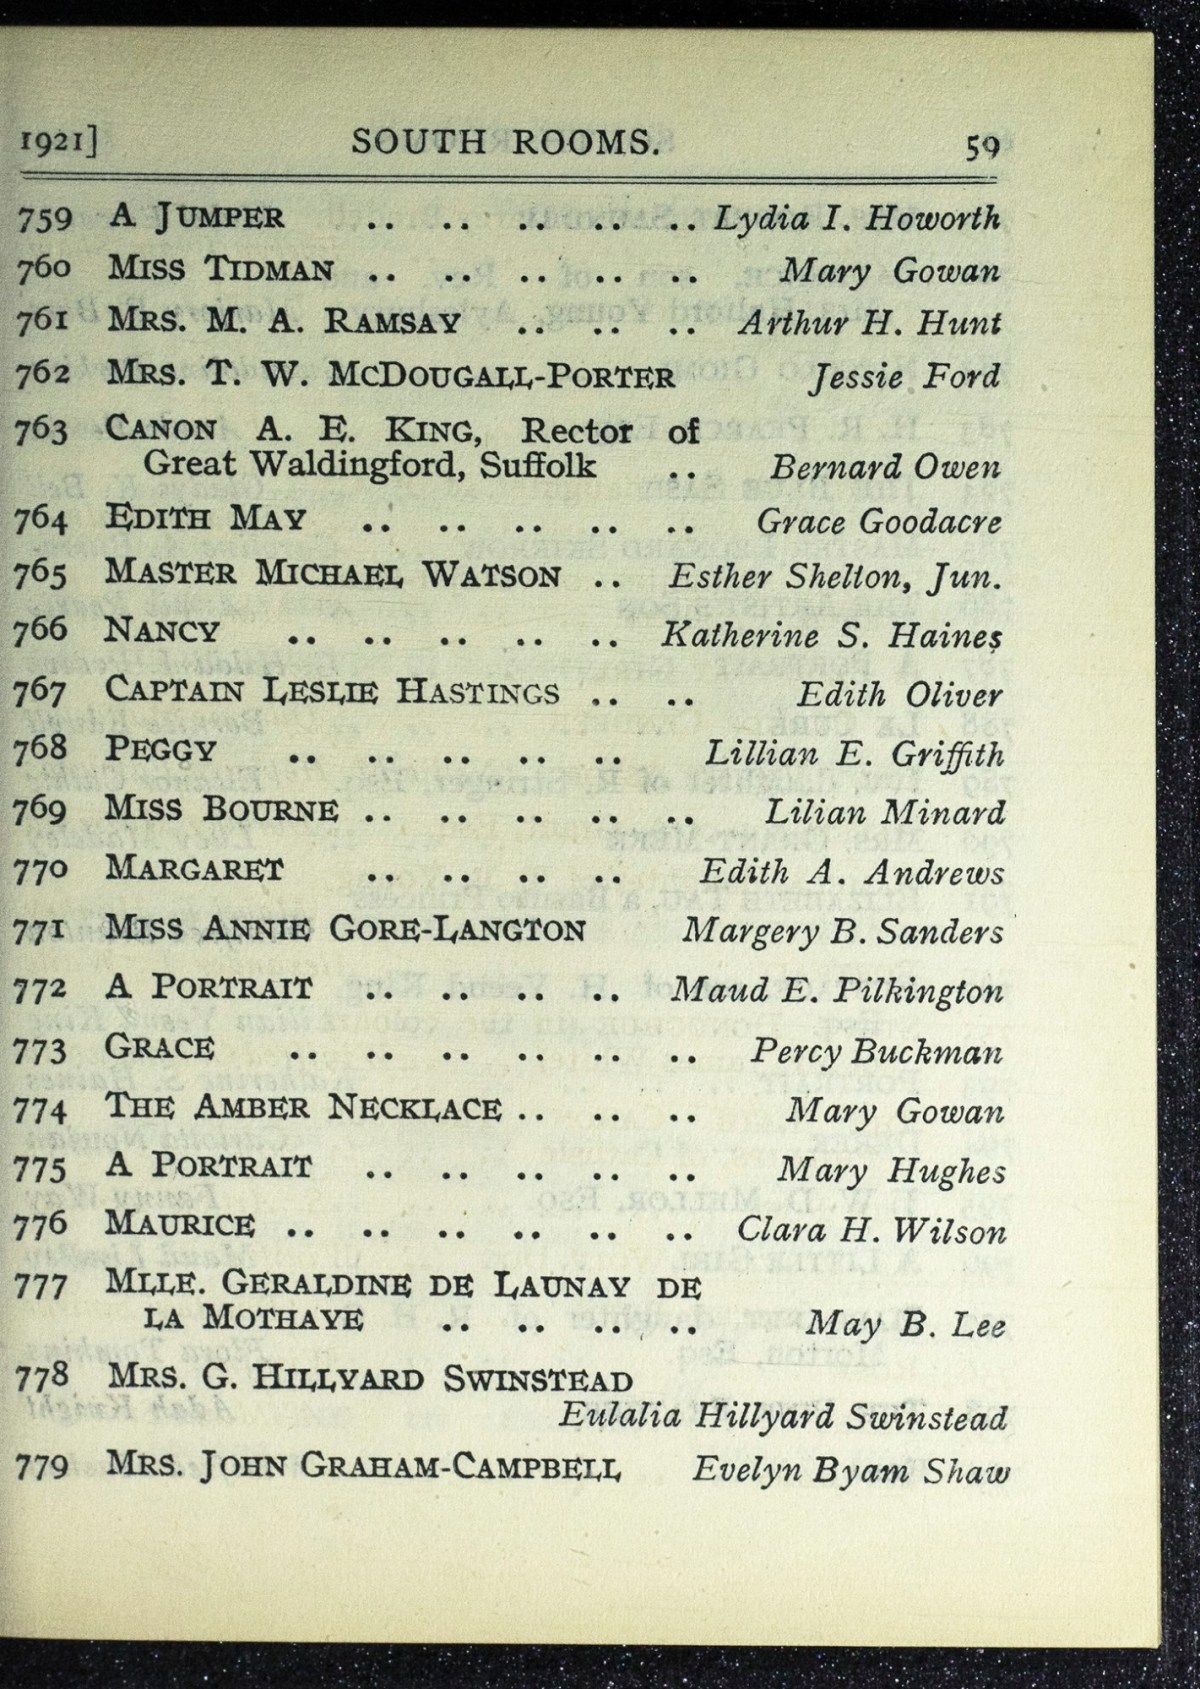 1921] SOUTH ROOMS. 59
759 A JUMPER .. .. .. .. .. Lydia I. Howorth
760 MISS TIDMAN .. .. .. .. .. Mary Gowan
761 MRS. M. A. RAMSAY .. .. .. Arthur H. Hunt
762 MRS. T. W. MCDOUGALL-PORTER Jessie Ford
763 CANON A. E. KING, Rector of
Great Waldingford, Suffolk .. Bernard Owen
764 EDITH MAY .. .. .. .. .. Grace Goodacre
765 MASTER MICHAEL WATSON .. Esther Shelton, Jun.
766 NANCY .. .. .. .. .. Katherine S. Haines
767 CAPTAIN LESLIE HASTINGS .. .. Edith Oliver
768 PEGGY .. .. .. .. .. Lillian E. Griffith
769 MISS BOURNE .. .. .. .. .. Lilian Minard
770 MARGARET .. .. .. .. Edith A. Andrews
771 MISS ANNIE GORE-LANGTON Margery B. Sanders
772 A PORTRAIT .. .. .. .. Maud E. Pilkington
773 GRACE .. .. .. .. .. .. Percy Buckman
774 THE AMBER NECKLACE .. .. .. Mary Gowan
775 A PORTRAIT .. .. .. .. .. Mary Hughes
776 MAURICE .. .. .. .. .. .. Clara H. Wilson
777 MLLE. GERALDINE DE LAUNAY DE
LA MOTHAYE .. .. .. .. May B. Lee
778 MRS. G. HILLYARD SWINSTEAD
Eulalia Hillyard Swinstead
779 MRS. JOHN GRAHAM-CAMPBELL Evelyn Byam Shaw